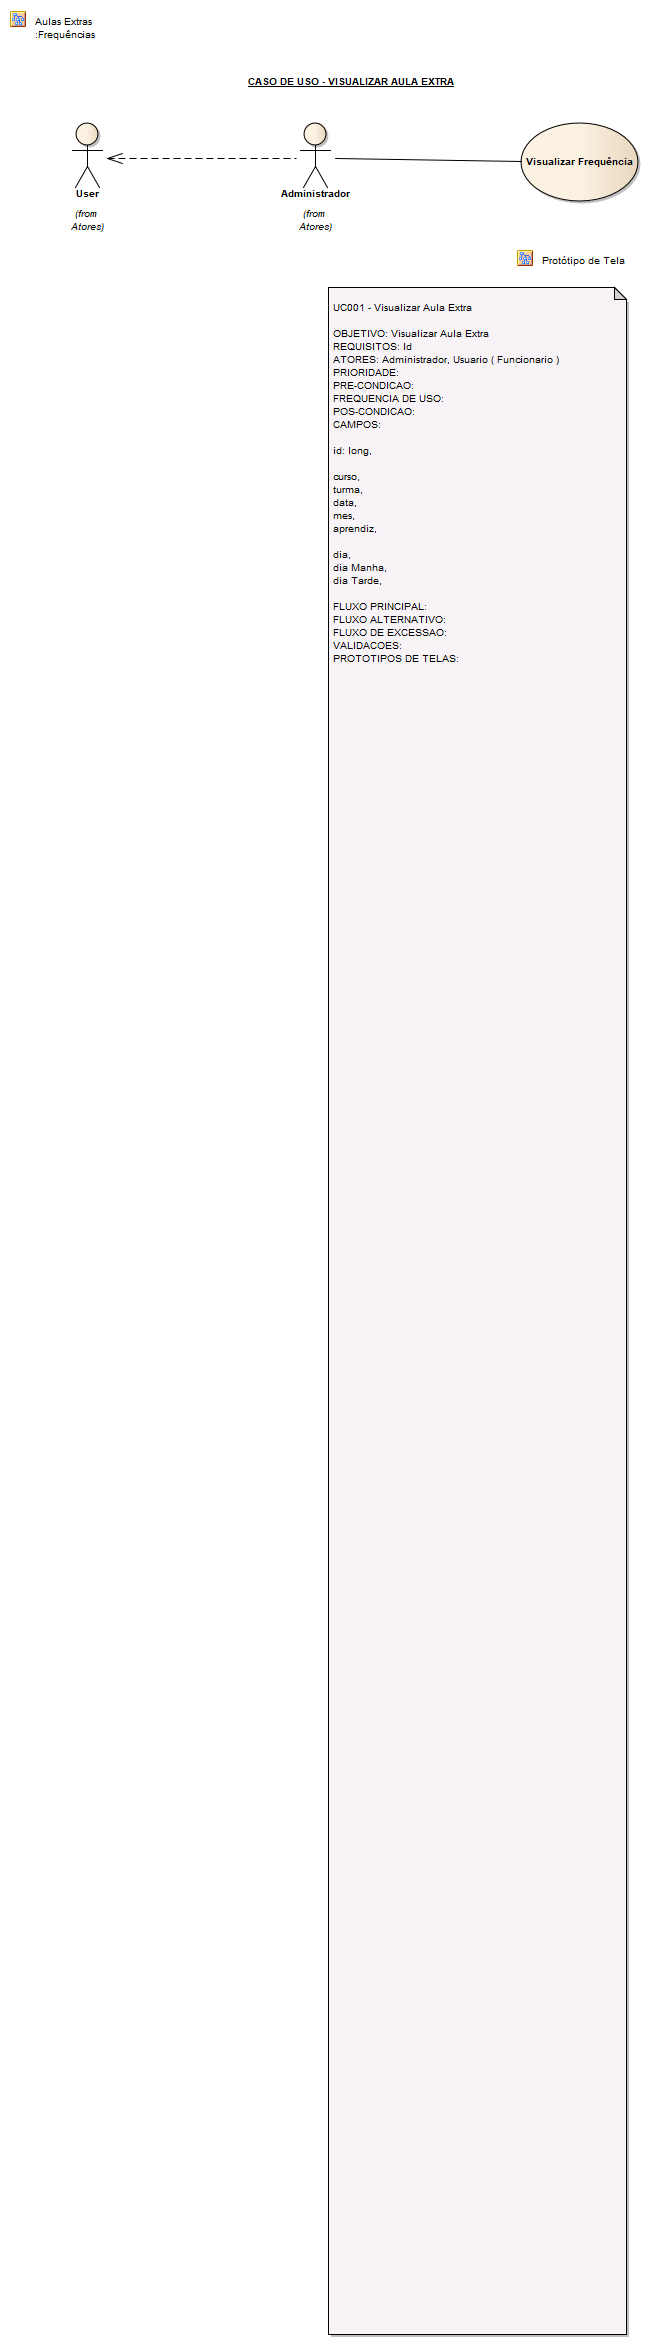 Aulas Extras
:Frequências
CASO DE USO - VISUALIZAR AULA EXTRA
User
(from
Atores)
Administrador
(from
Atores)
Visualizar Frequência
Protótipo de Tela
UC001 - Visualizar Aula Extra
OBJETIVO: Visualizar Aula Extra
REQUISITOS: Id
ATORES: Administrador, Usuario ( Funcionario )
PRIORIDADE:
PRE-CONDICAO:
FREQUENCIA DE USO:
POS-CONDICAO:
CAMPOS:
id: long,
curso,
turma,
data,
mes,
aprendiz,
dia,
dia Manha,
dia Tarde,
FLUXO PRINCIPAL:
FLUXO ALTERNATIVO:
FLUXO DE EXCESSAO:
VALIDACOES:
PROTOTIPOS DE TELAS: